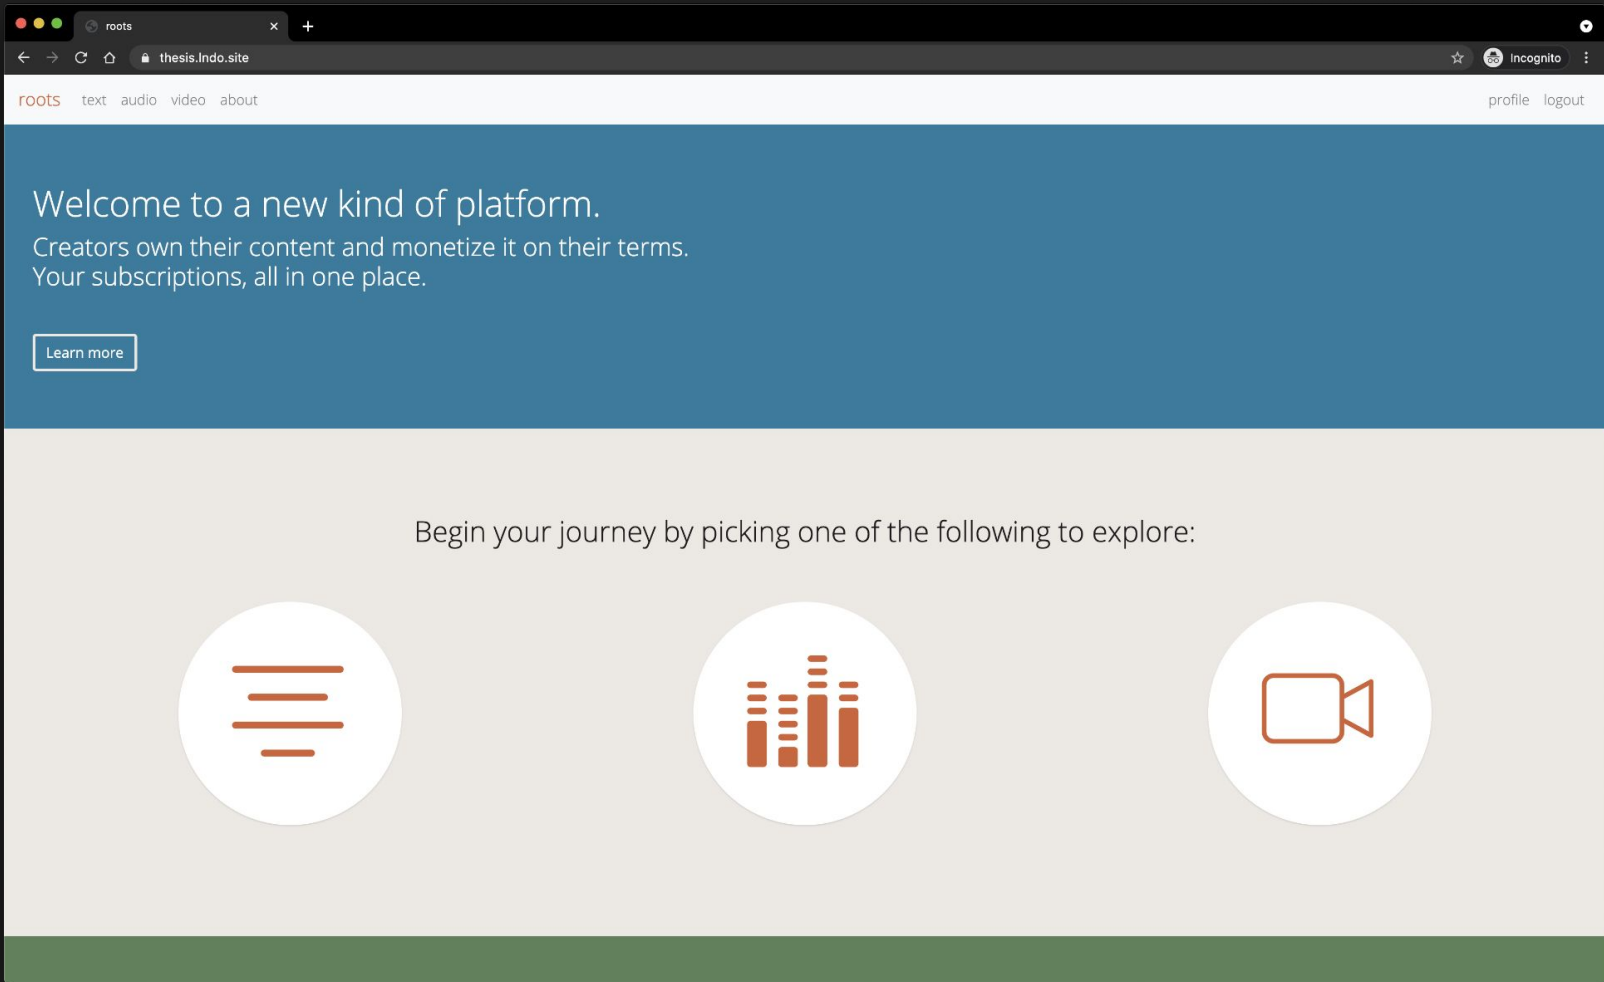 roots
thesis.lndo.site
Incognito
roots text audio video about
profile logout
Welcome to a new kind of platform.
Creators own their content and monetize it on their terms.
Your subscriptions, all in one place.
Learn more
Begin your journey by picking one of the following to explore: